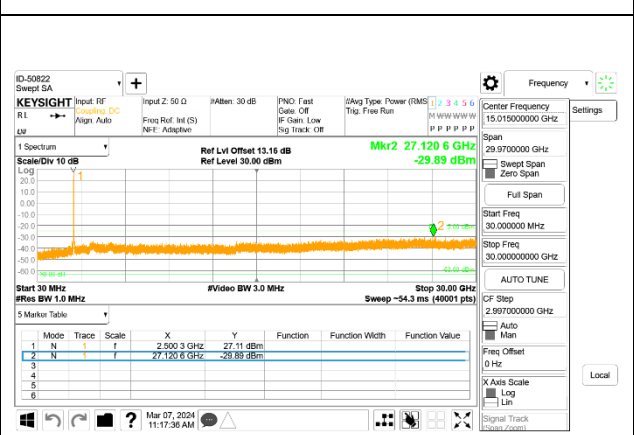 ID-50822
Swept SA
Frequency
KEYSIGHT
Input: RF
Coupling: DC
Align: Auto
Input Z: 50 Ω
Freq Ref: Int (S)
NFE: Adaptive
#Atten: 30 dB
PNO: Fast
Gate: Off
IF Gain: Low
Sig Track: Off
#Avg Type: Power (RMS
Trig: Free Run
1 2 3 4 5 6
M W W W W W
P P P P P P
R L
Settings
Center Frequency
15.015000000 GHz
Span
29.9700000 GHz
Swept Span
Zero Span
Full Span
Start Freq
30.000000 MHz
Stop Freq
30.000000000 GHz
AUTO TUNE
CF Step
2.997000000 GHz
Auto
Man
Freq Offset
0 Hz
X Axis Scale
Log
Lin
Signal Track
(Span Zoom)
Local
1 Spectrum
Scale/Div 10 dB
Ref Lvl Offset 13.16 dB
Ref Level 30.00 dBm
Mkr2 27.120 6 GHz
-29.89 dBm
Log
20.0
10.0
0.00
-10.0
-20.0
-30.0
-40.0
-50.0
-60.0
1
2
Start 30 MHz
#Res BW 1.0 MHz
#Video BW 3.0 MHz
Stop 30.00 GHz
Sweep ~54.3 ms (40001 pts)
5 Marker Table
Mode Trace Scale X Y Function Function Width Function Value
1 N 1 f 2.500 3 GHz 27.11 dBm
2 N 1 f 27.120 6 GHz -29.89 dBm
3
4
5
6
Mar 07, 2024
11:17:36 AM